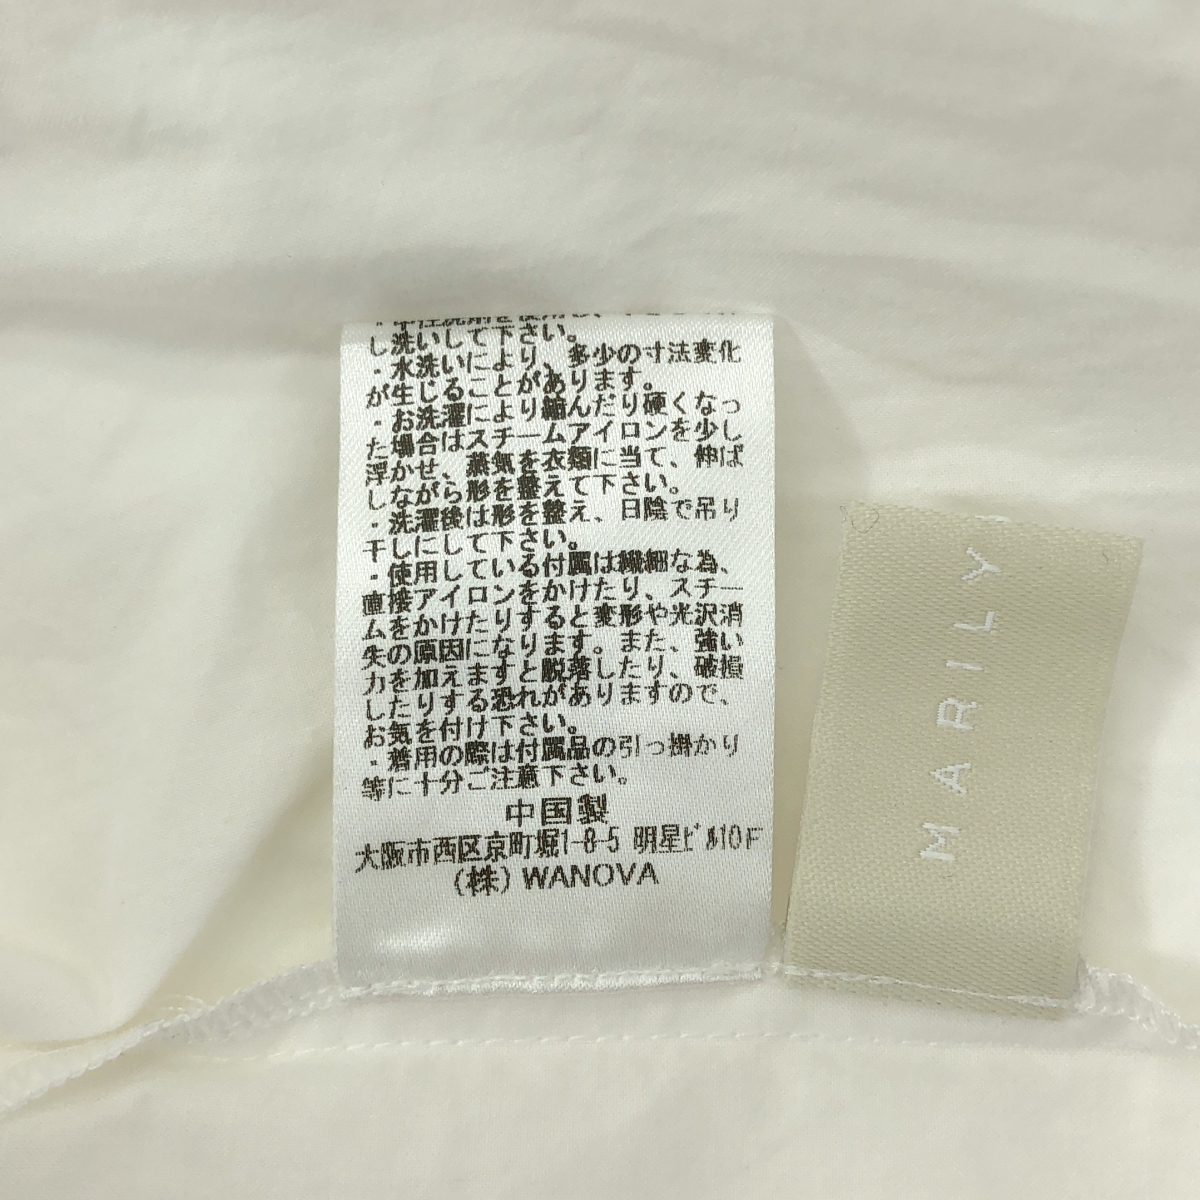 し洗いして下さい。
・水洗いにより、多少の寸法変化
が生じることがあります。
・お洗濯により縮んだり硬くなっ
た場合はスチームアイロンを少し
浮かせ、蒸気を衣類に当て、伸ば
しながら形を整えて下さい。
・洗濯後は形を整え、日陰で吊り
干しにして下さい。
・使用している付属は繊細な為、
直接アイロンをかけたり、スチー
ムをかけたりすると変形や光沢消
失の原因になります。また、強い
力を加えますと脱落したり、破損
したりする恐れがありますので、
お気を付け下さい。
・着用の際は付属品の引っ掛かり
等に十分ご注意下さい。
中国製
大阪市西区京町堀1-8-5 明星ビル10F
(株) WANOVA
MARILY